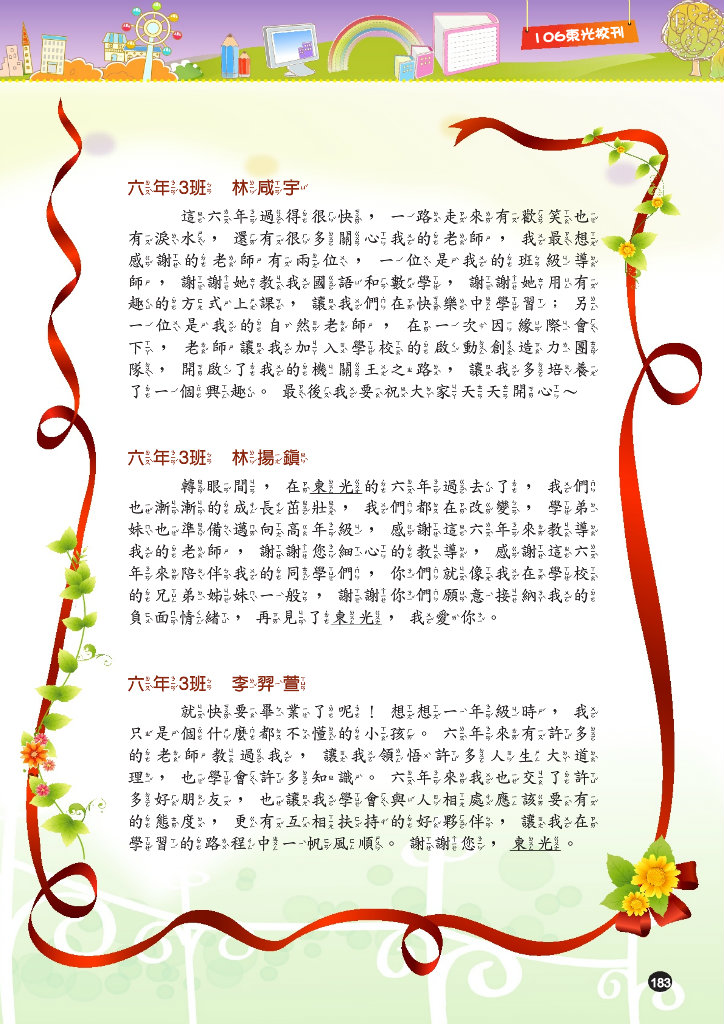 106東光校刊
六年3班 林咸宇
這六年過得很快，一路走來有歡笑也
有淚水，還有很多關心我的老師，我最想
感謝的老師有兩位，一位是我的班級導
師，謝謝她教我國語和數學，謝謝她用有
趣的方式上課，讓我們在快樂中學習；另
一位是我的自然老師，在一次因緣際會
下，老師讓我加入學校的啟動創造力團
隊，開啟了我的機關王之路，讓我多培養
了一個興趣。最後我要祝大家天天開心～
六年3班 林揚鎮
轉眼間，在東光的六年過去了，我們
也漸漸的成長茁壯，我們都在改變，學弟
妹也準備邁向高年級，感謝這六年來教導
我的老師，謝謝您細心的教導，感謝這六
年來陪伴我的同學們，你們就像我在學校
的兄弟姊妹一般，謝謝你們願意接納我的
負面情緒，再見了東光，我愛你。
六年3班 李羿萱
就快要畢業了呢！想想一年級時，我
只是個什麼都不懂的小孩。六年來有許多
的老師教過我，讓我領悟許多人生大道
理，也學會許多知識。六年來我也交了許
多好朋友，也讓我學會與人相處應該要有
的態度，更有互相扶持的好夥伴，讓我在
學習的路程中一帆風順。謝謝您，東光。
183